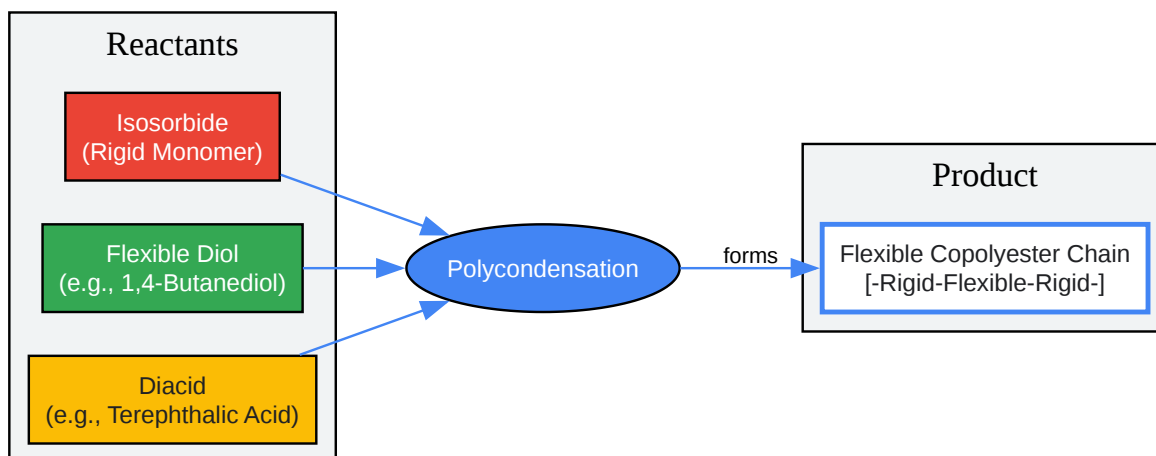 Reactants
Isosorbide
(Rigid Monomer)
Flexible Diol
(e.g., 1,4-Butanediol)
Diacid
(e.g., Terephthalic Acid)
Polycondensation
forms
Product
Flexible Copolyester Chain
[-Rigid-Flexible-Rigid-]